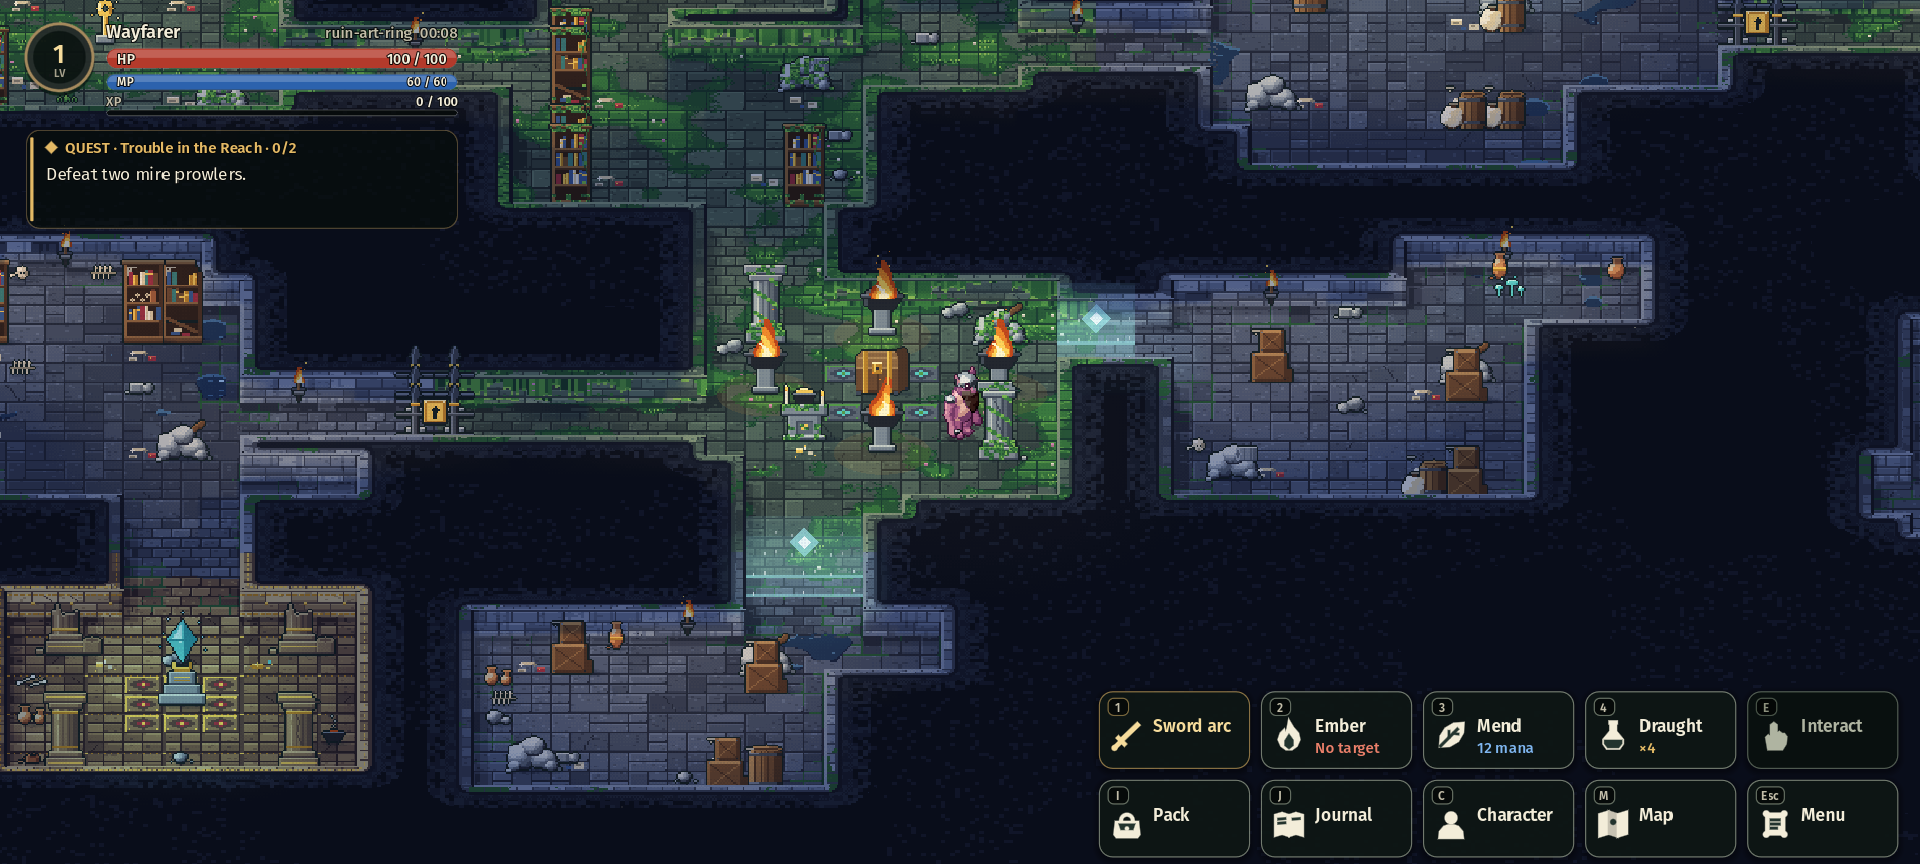 Wayfarer
ruin-art-ring 00:08
1
LV
HP 100 / 100
MP 60 / 60
XP 0 / 100
QUEST · Trouble in the Reach · 0/2
Defeat two mire prowlers.
1 Sword arc
2 Ember
No target
3 Mend
12 mana
4 Draught
×4
E Interact
I Pack
J Journal
C Character
M Map
Esc Menu